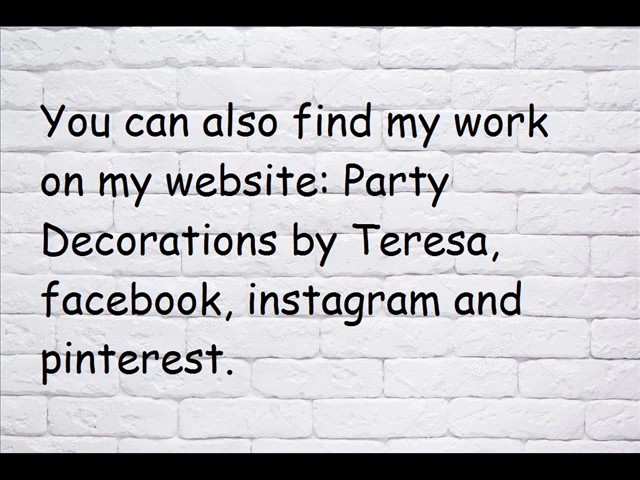 You can also find my work
on my website: Party
Decorations by Teresa,
facebook, instagram and
pinterest.